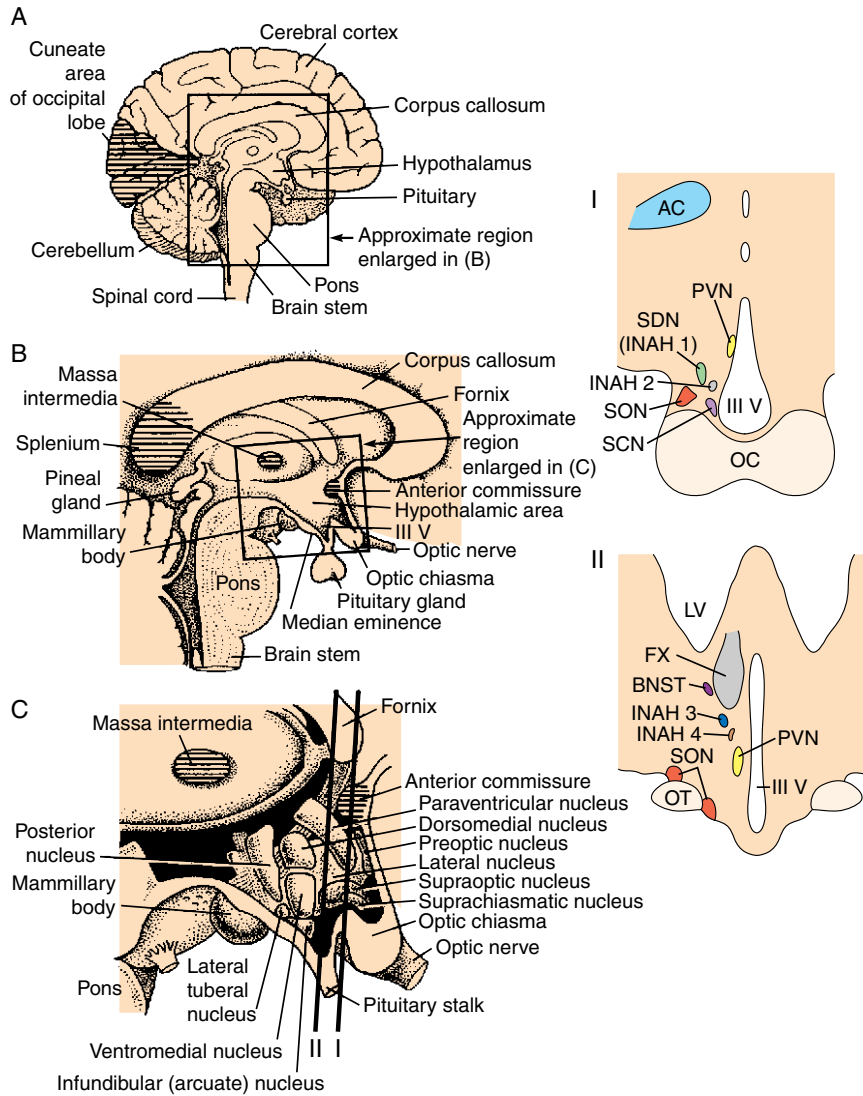 A
Cerebral cortex
Cuneate
area
of occipital
lobe
Corpus callosum
Hypothalamus
Pituitary
Approximate region
enlarged in (B)
Cerebellum
Pons
Spinal cord
Brain stem
B
Massa
intermedia
Corpus callosum
Fornix
Approximate
region
enlarged in (C)
Splenium
Anterior commissure
Pineal
gland
Hypothalamic area
III V
Mammillary
body
Optic nerve
Pons
Optic chiasma
Pituitary gland
Median eminence
Brain stem
C
Fornix
Massa intermedia
Anterior commissure
Paraventricular nucleus
Dorsomedial nucleus
Posterior
nucleus
Preoptic nucleus
Lateral nucleus
Supraoptic nucleus
Mammillary
body
Suprachiasmatic nucleus
Optic chiasma
Optic nerve
Lateral
tuberal
nucleus
Pons
Pituitary stalk
II
I
Ventromedial nucleus
Infundibular (arcuate) nucleus
I
AC
PVN
SDN
(INAH 1)
INAH 2
SON
III V
SCN
OC
II
LV
FX
BNST
INAH 3
INAH 4
SON
PVN
OT
III V